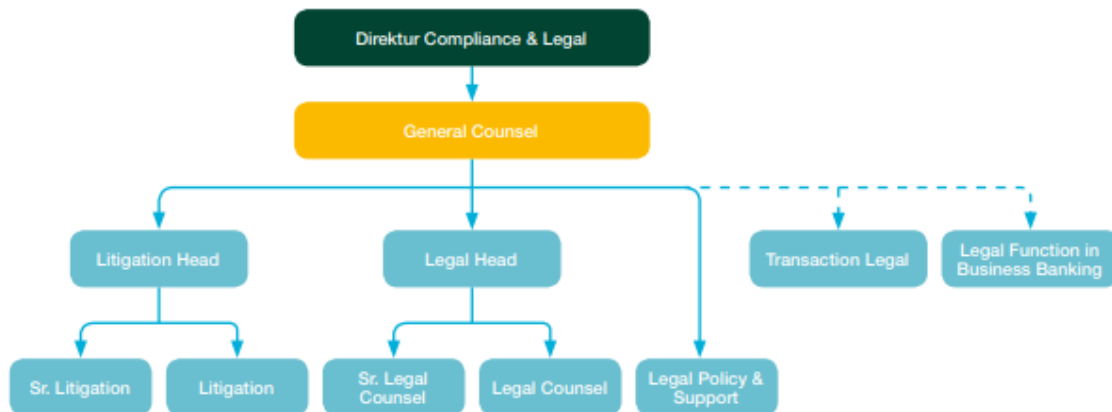 Direktur Compliance & Legal
General Counsel
Litigation Head
Legal Head
Transaction Legal
Legal Function in
Business Banking
Sr. Litigation
Litigation
Sr. Legal
Counsel
Legal Counsel
Legal Policy &
Support